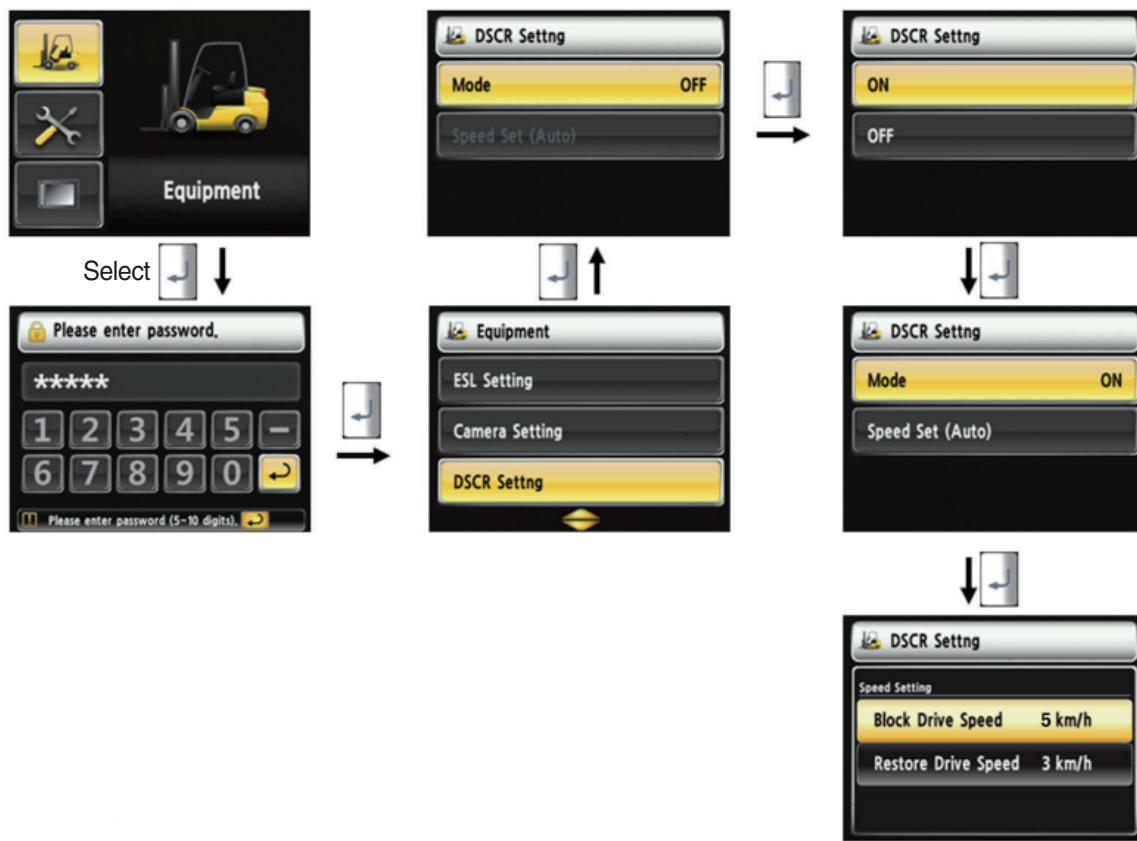 Equipment
Select
Please enter password.
*****
1 2 3 4 5 –
6 7 8 9 0
Please enter password (5~10 digits).
Equipment
ESL Setting
Camera Setting
DSCR Settng
DSCR Settng
Mode OFF
Speed Set (Auto)
DSCR Settng
ON
OFF
DSCR Settng
Mode ON
Speed Set (Auto)
DSCR Settng
Speed Setting
Block Drive Speed 5 km/h
Restore Drive Speed 3 km/h